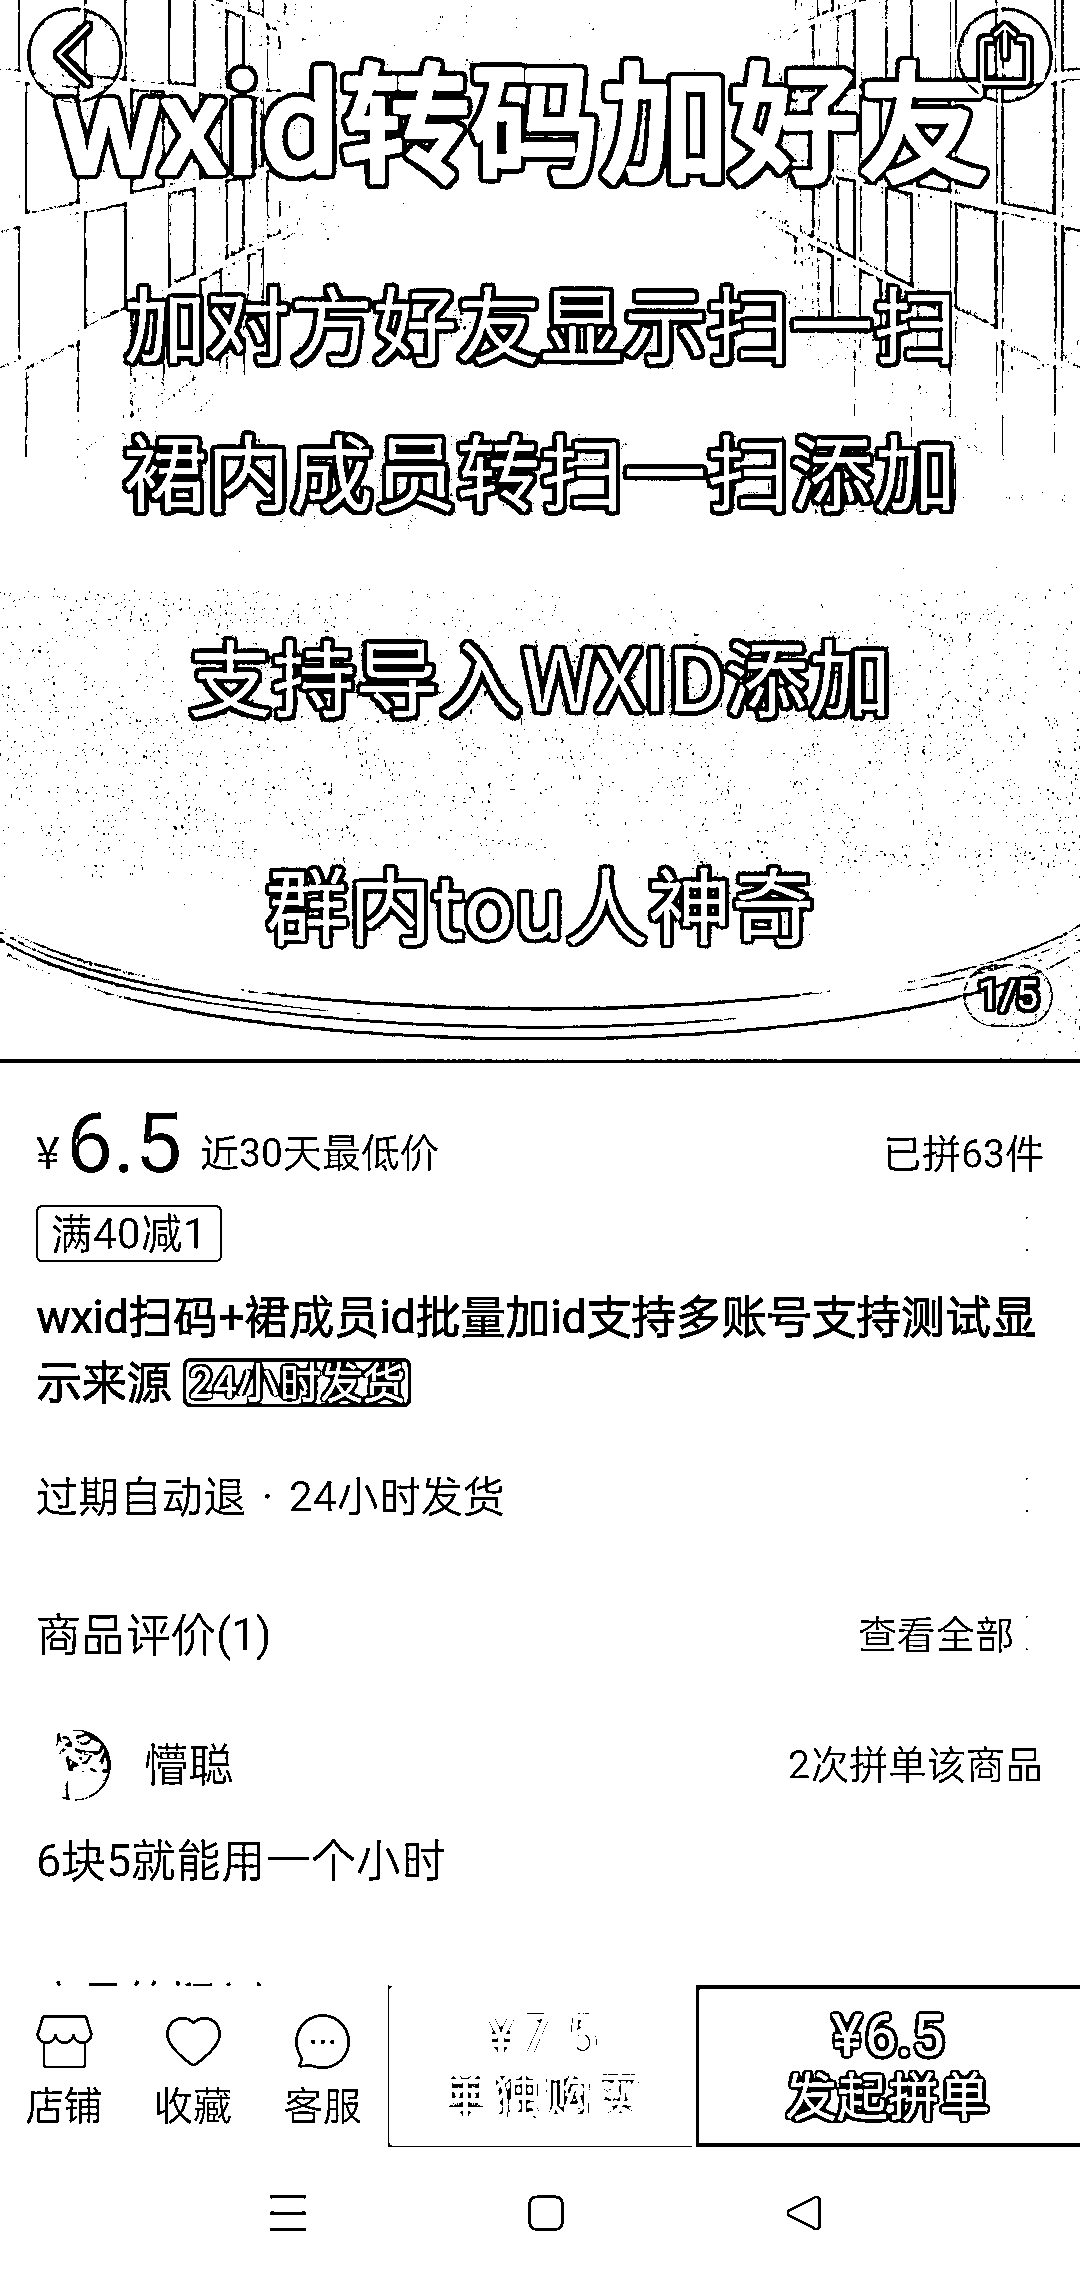 wxid转码加好友
加对方好友显示扫一扫
裙内成员转扫一扫添加
支持导入WXID添加
群内tou人神奇
1/5
¥6.5 近30天最低价 已拼63件
满40减1
wxid扫码+裙成员id批量加id支持多账号支持测试显
示来源 24小时发货
过期自动退 · 24小时发货
商品评价(1) 查看全部
懵聪 2次拼单该商品
6块5就能用一个小时
¥7.5 ¥6.5
店铺 收藏 客服 单独购买 发起拼单